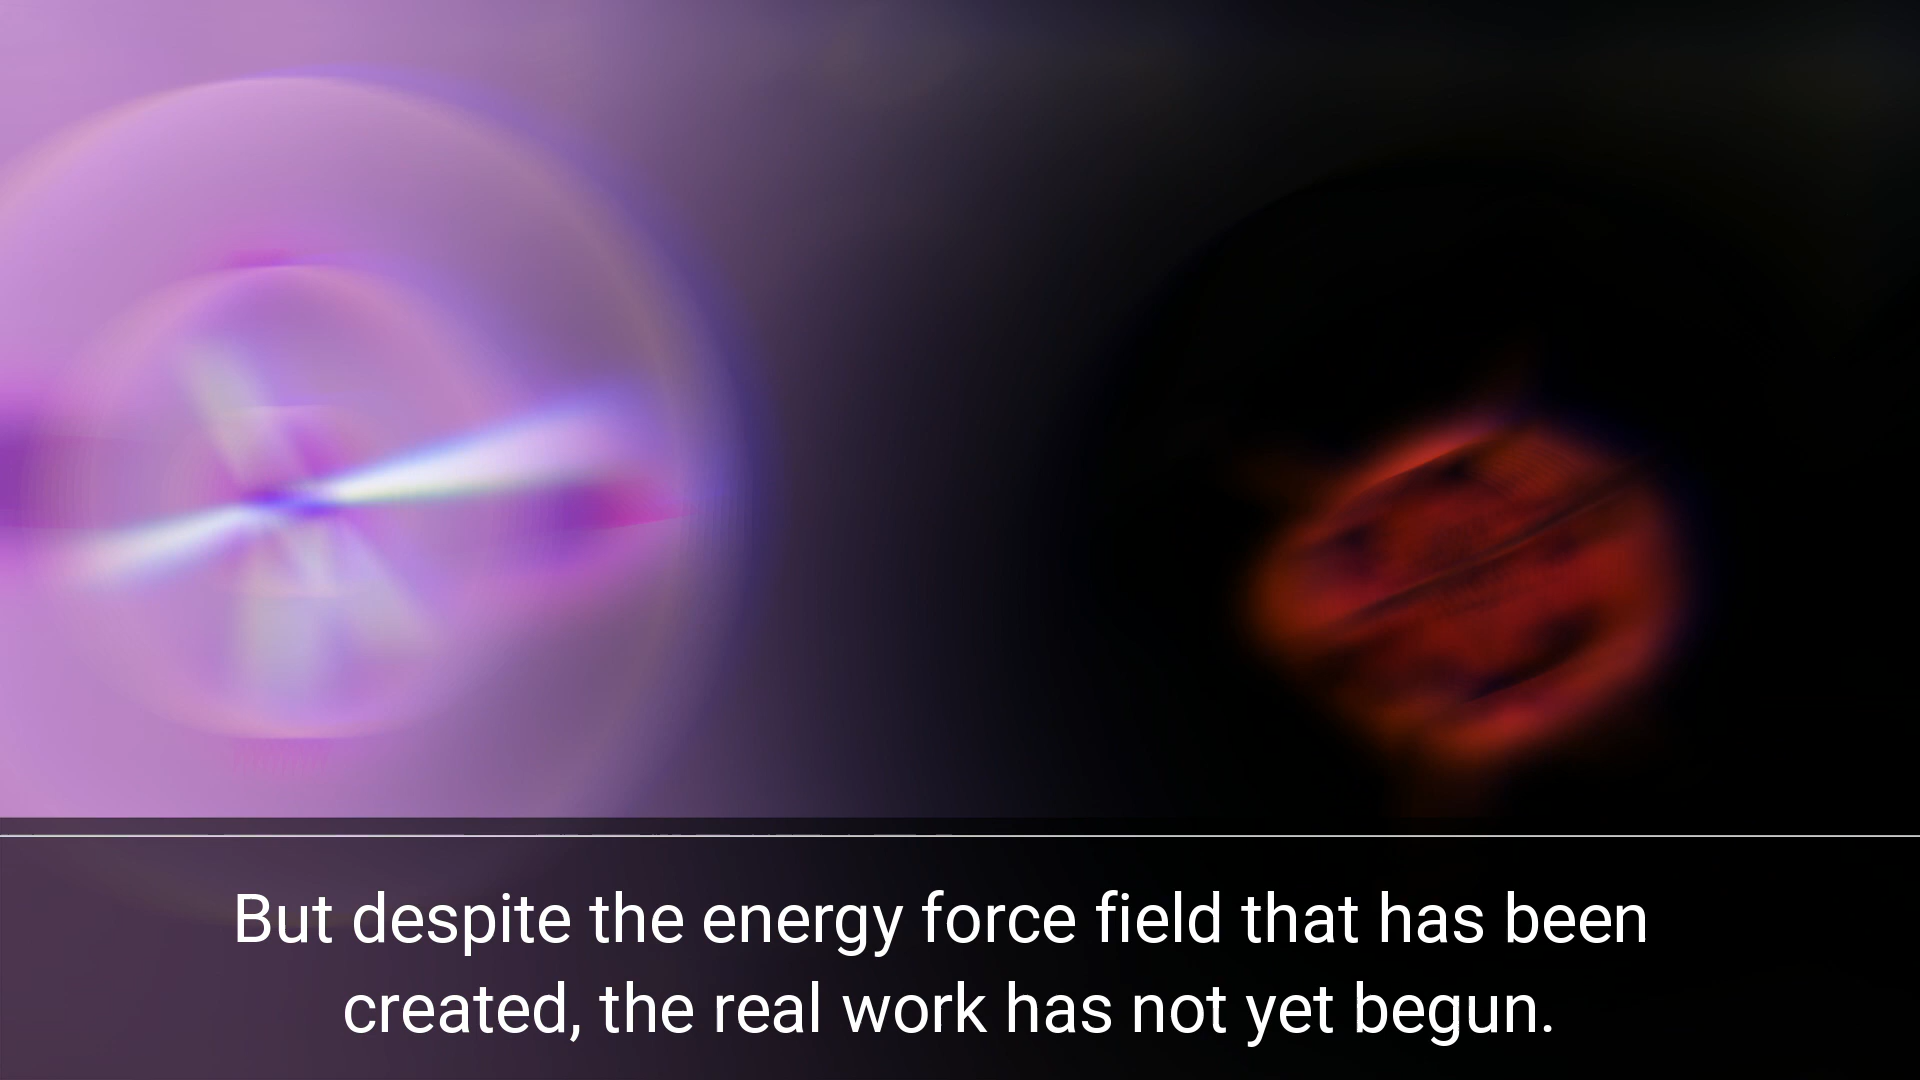 But despite the energy force field that has been
created, the real work has not yet begun.